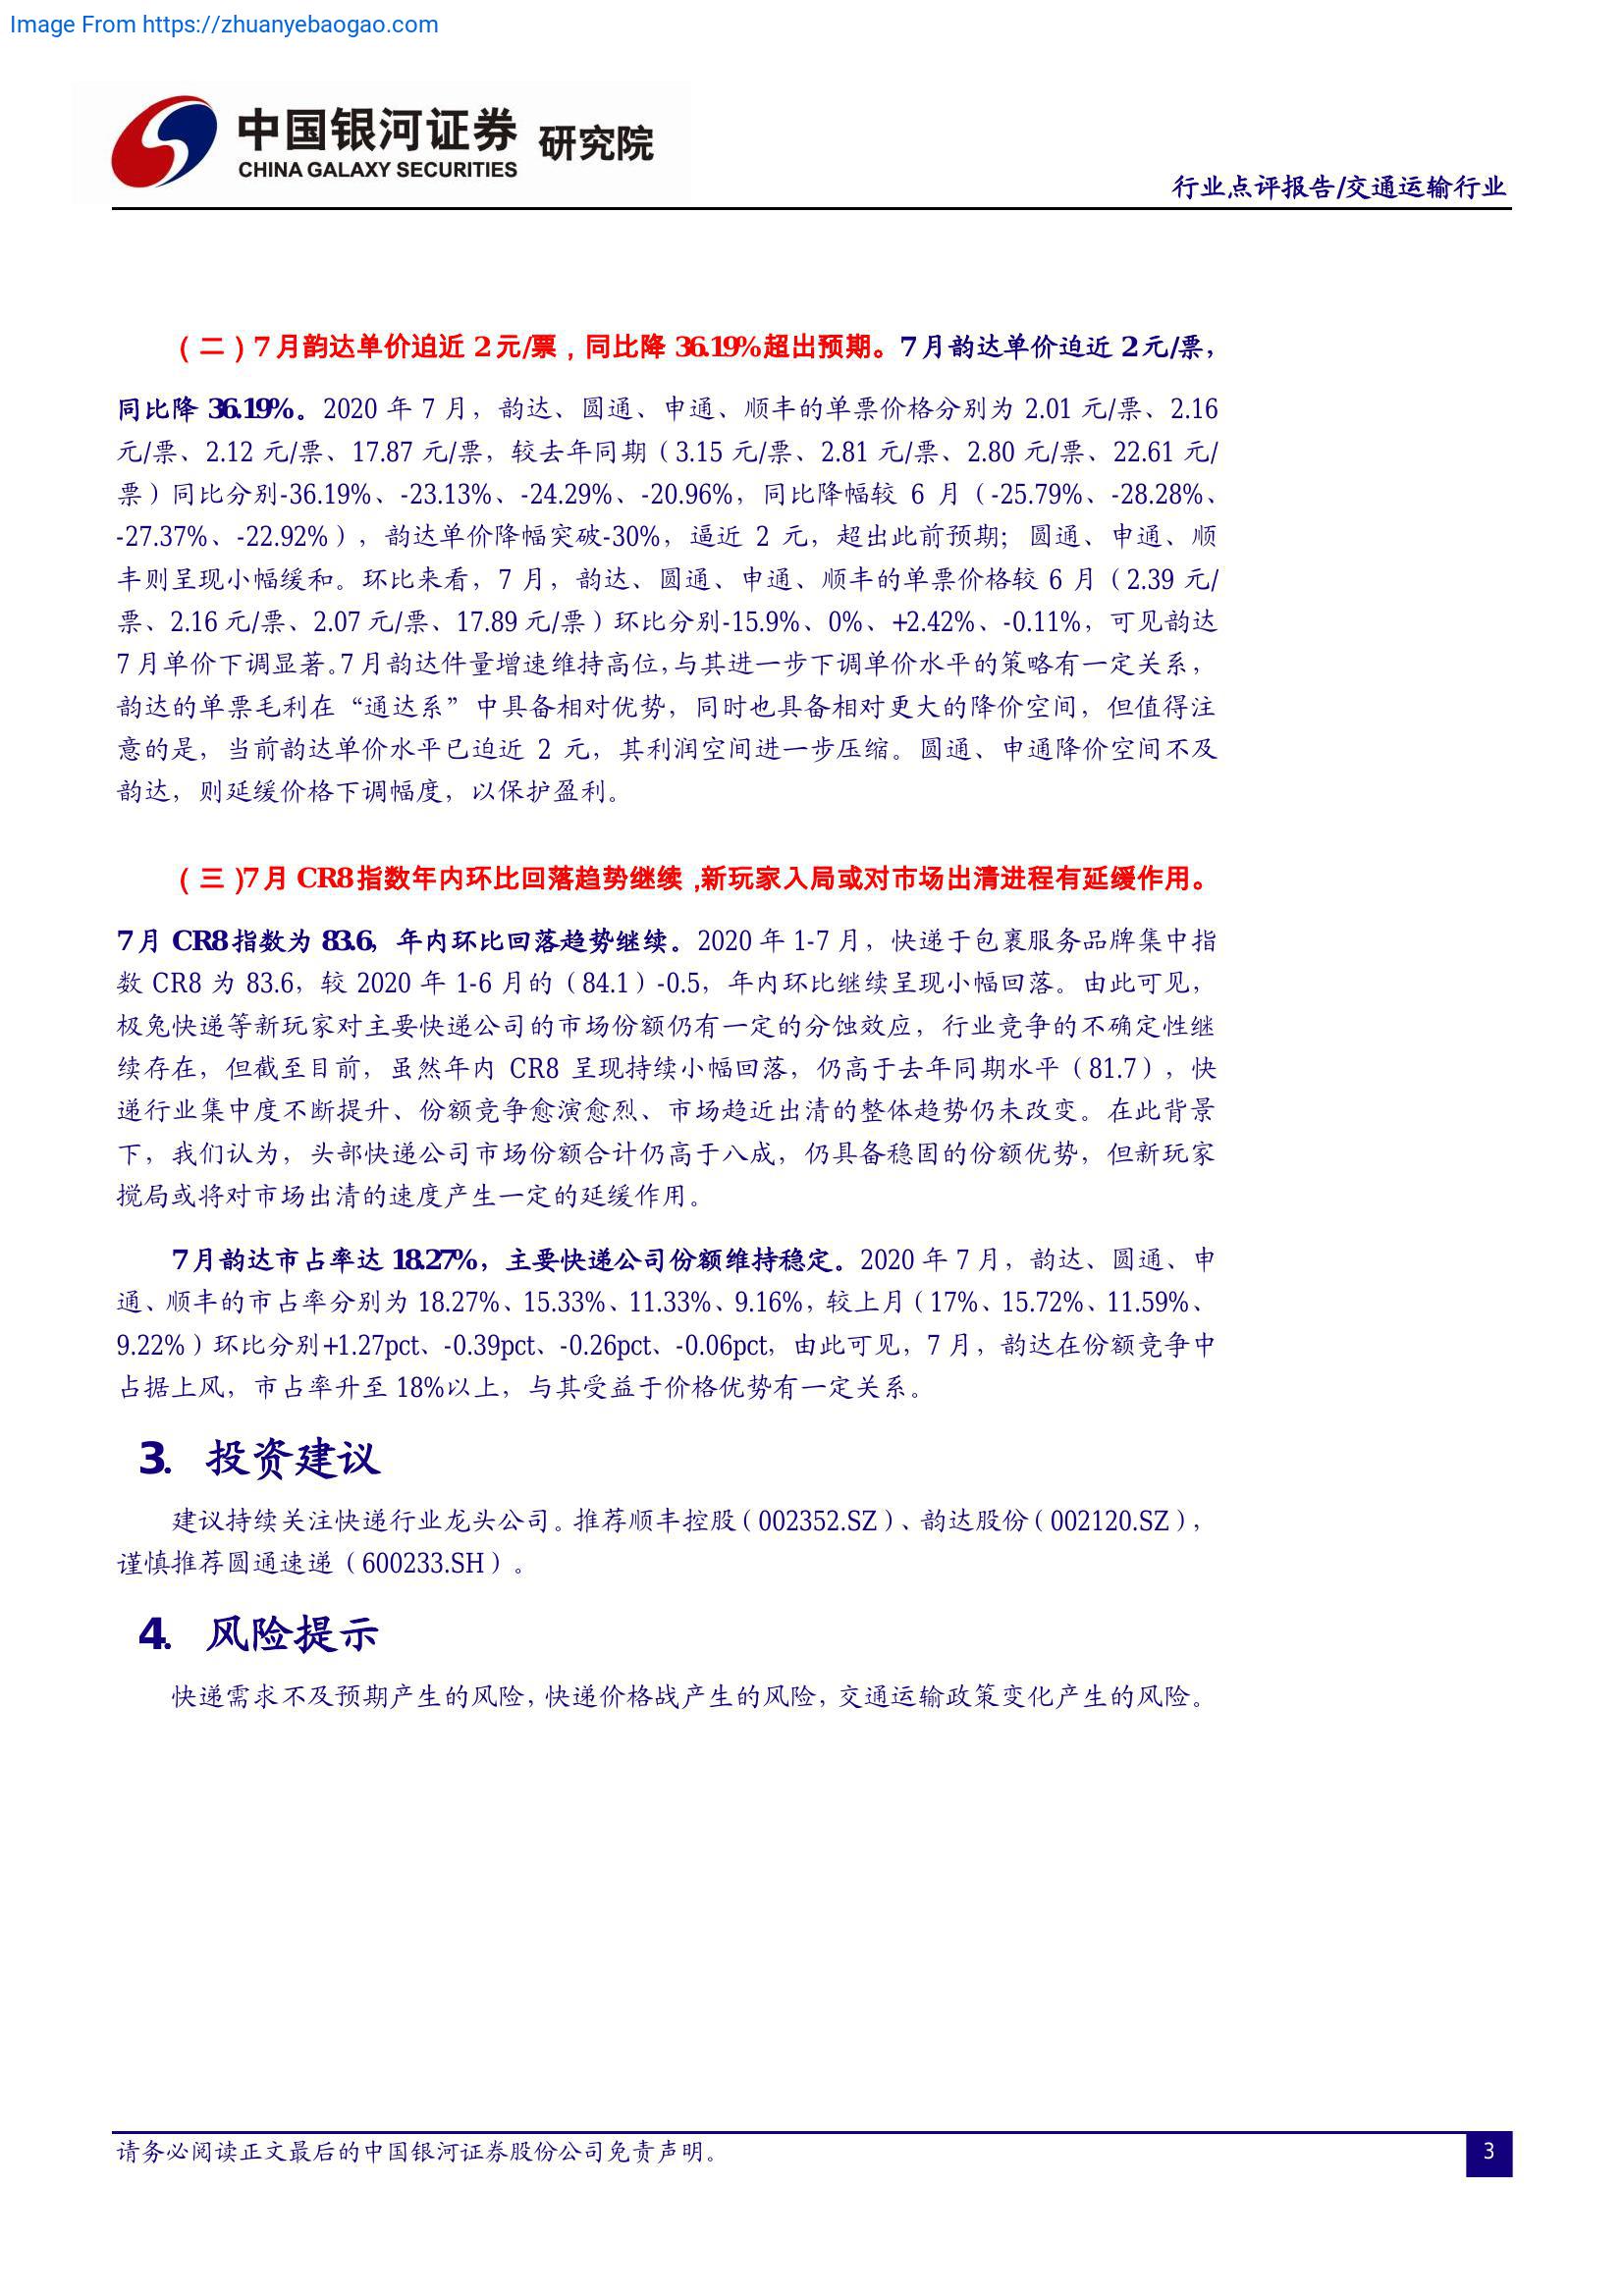 Image From https://zhuanyebaogao.com
中国银河证券 研究院
CHINA GALAXY SECURITIES
行业点评报告/交通运输行业
（二）7 月韵达单价迫近 2 元/票，同比降 36.19%超出预期。7 月韵达单价迫近 2 元/票，
同比降 36.19%。2020 年 7 月，韵达、圆通、申通、顺丰的单票价格分别为 2.01 元/票、2.16
元/票、2.12 元/票、17.87 元/票，较去年同期（3.15 元/票、2.81 元/票、2.80 元/票、22.61 元/
票）同比分别-36.19%、-23.13%、-24.29%、-20.96%，同比降幅较 6 月（-25.79%、-28.28%、
-27.37%、-22.92%），韵达单价降幅突破-30%，逼近 2 元，超出此前预期；圆通、申通、顺
丰则呈现小幅缓和。环比来看，7 月，韵达、圆通、申通、顺丰的单票价格较 6 月（2.39 元/
票、2.16 元/票、2.07 元/票、17.89 元/票）环比分别-15.9%、0%、+2.42%、-0.11%，可见韵达
7 月单价下调显著。7 月韵达件量增速维持高位，与其进一步下调单价水平的策略有一定关系，
韵达的单票毛利在“通达系”中具备相对优势，同时也具备相对更大的降价空间，但值得注
意的是，当前韵达单价水平已迫近 2 元，其利润空间进一步压缩。圆通、申通降价空间不及
韵达，则延缓价格下调幅度，以保护盈利。
（三）7 月 CR8 指数年内环比回落趋势继续，新玩家入局或对市场出清进程有延缓作用。
7 月 CR8 指数为 83.6，年内环比回落趋势继续。2020 年 1-7 月，快递于包裹服务品牌集中指
数 CR8 为 83.6，较 2020 年 1-6 月的（84.1）-0.5，年内环比继续呈现小幅回落。由此可见，
极兔快递等新玩家对主要快递公司的市场份额仍有一定的分蚀效应，行业竞争的不确定性继
续存在，但截至目前，虽然年内 CR8 呈现持续小幅回落，仍高于去年同期水平（81.7），快
递行业集中度不断提升、份额竞争愈演愈烈、市场趋近出清的整体趋势仍未改变。在此背景
下，我们认为，头部快递公司市场份额合计仍高于八成，仍具备稳固的份额优势，但新玩家
搅局或将对市场出清的速度产生一定的延缓作用。
7 月韵达市占率达 18.27%，主要快递公司份额维持稳定。2020 年 7 月，韵达、圆通、申
通、顺丰的市占率分别为 18.27%、15.33%、11.33%、9.16%，较上月（17%、15.72%、11.59%、
9.22%）环比分别+1.27pct、-0.39pct、-0.26pct、-0.06pct，由此可见，7 月，韵达在份额竞争中
占据上风，市占率升至 18%以上，与其受益于价格优势有一定关系。
3. 投资建议
建议持续关注快递行业龙头公司。推荐顺丰控股（002352.SZ）、韵达股份（002120.SZ），
谨慎推荐圆通速递（600233.SH）。
4. 风险提示
快递需求不及预期产生的风险，快递价格战产生的风险，交通运输政策变化产生的风险。
请务必阅读正文最后的中国银河证券股份公司免责声明。
3